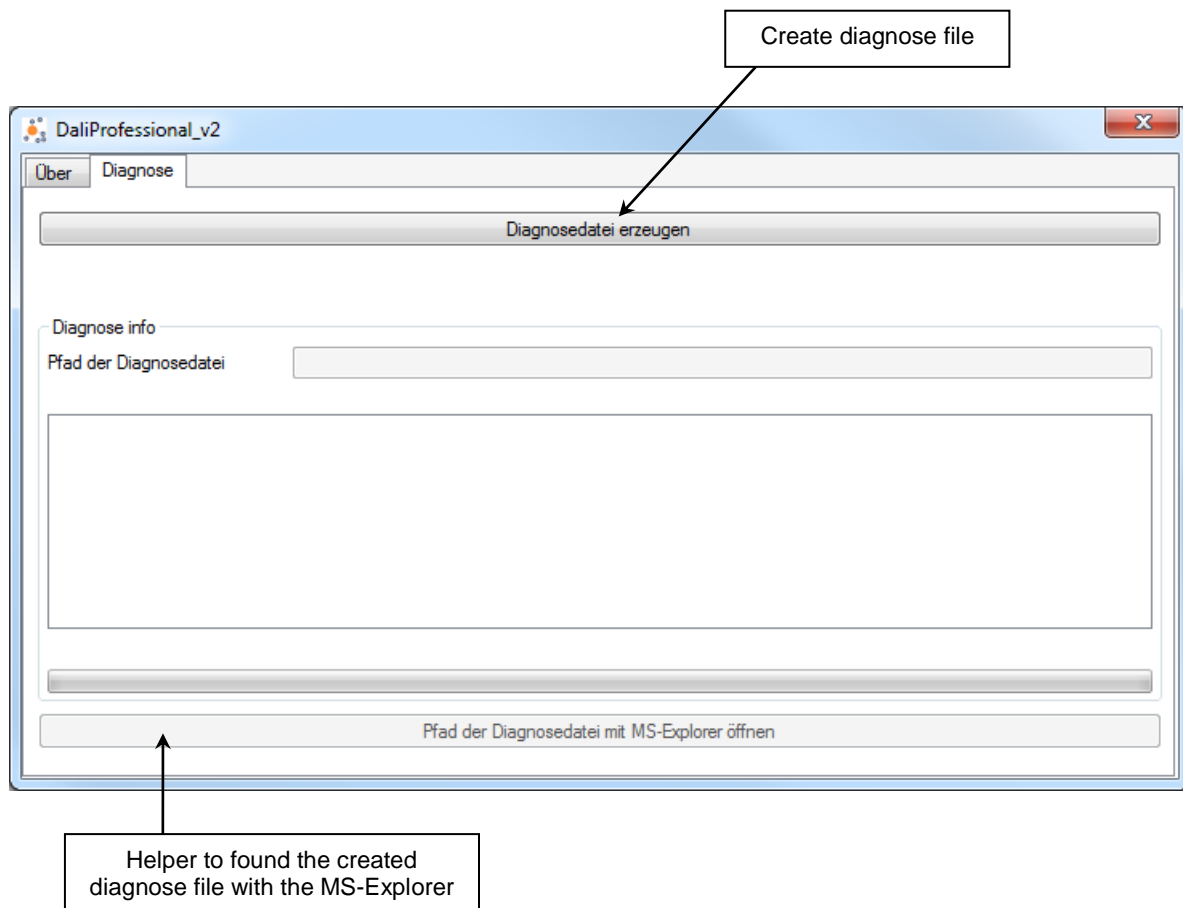 Create diagnose file
DaliProfessional_v2
Über
Diagnose
Diagnosedatei erzeugen
Diagnose info
Pfad der Diagnosedatei
Pfad der Diagnosedatei mit MS-Explorer öffnen
Helper to found the created
diagnose file with the MS-Explorer